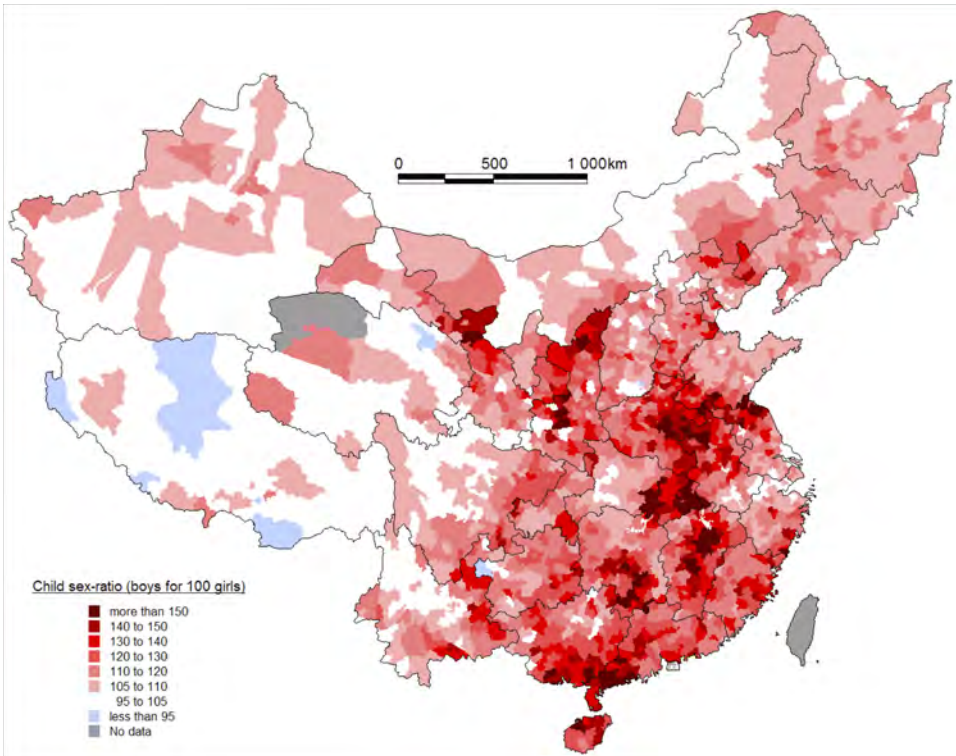 0 500 1 000km
Child sex-ratio (boys for 100 girls)
more than 150
140 to 150
130 to 140
120 to 130
110 to 120
105 to 110
95 to 105
less than 95
No data